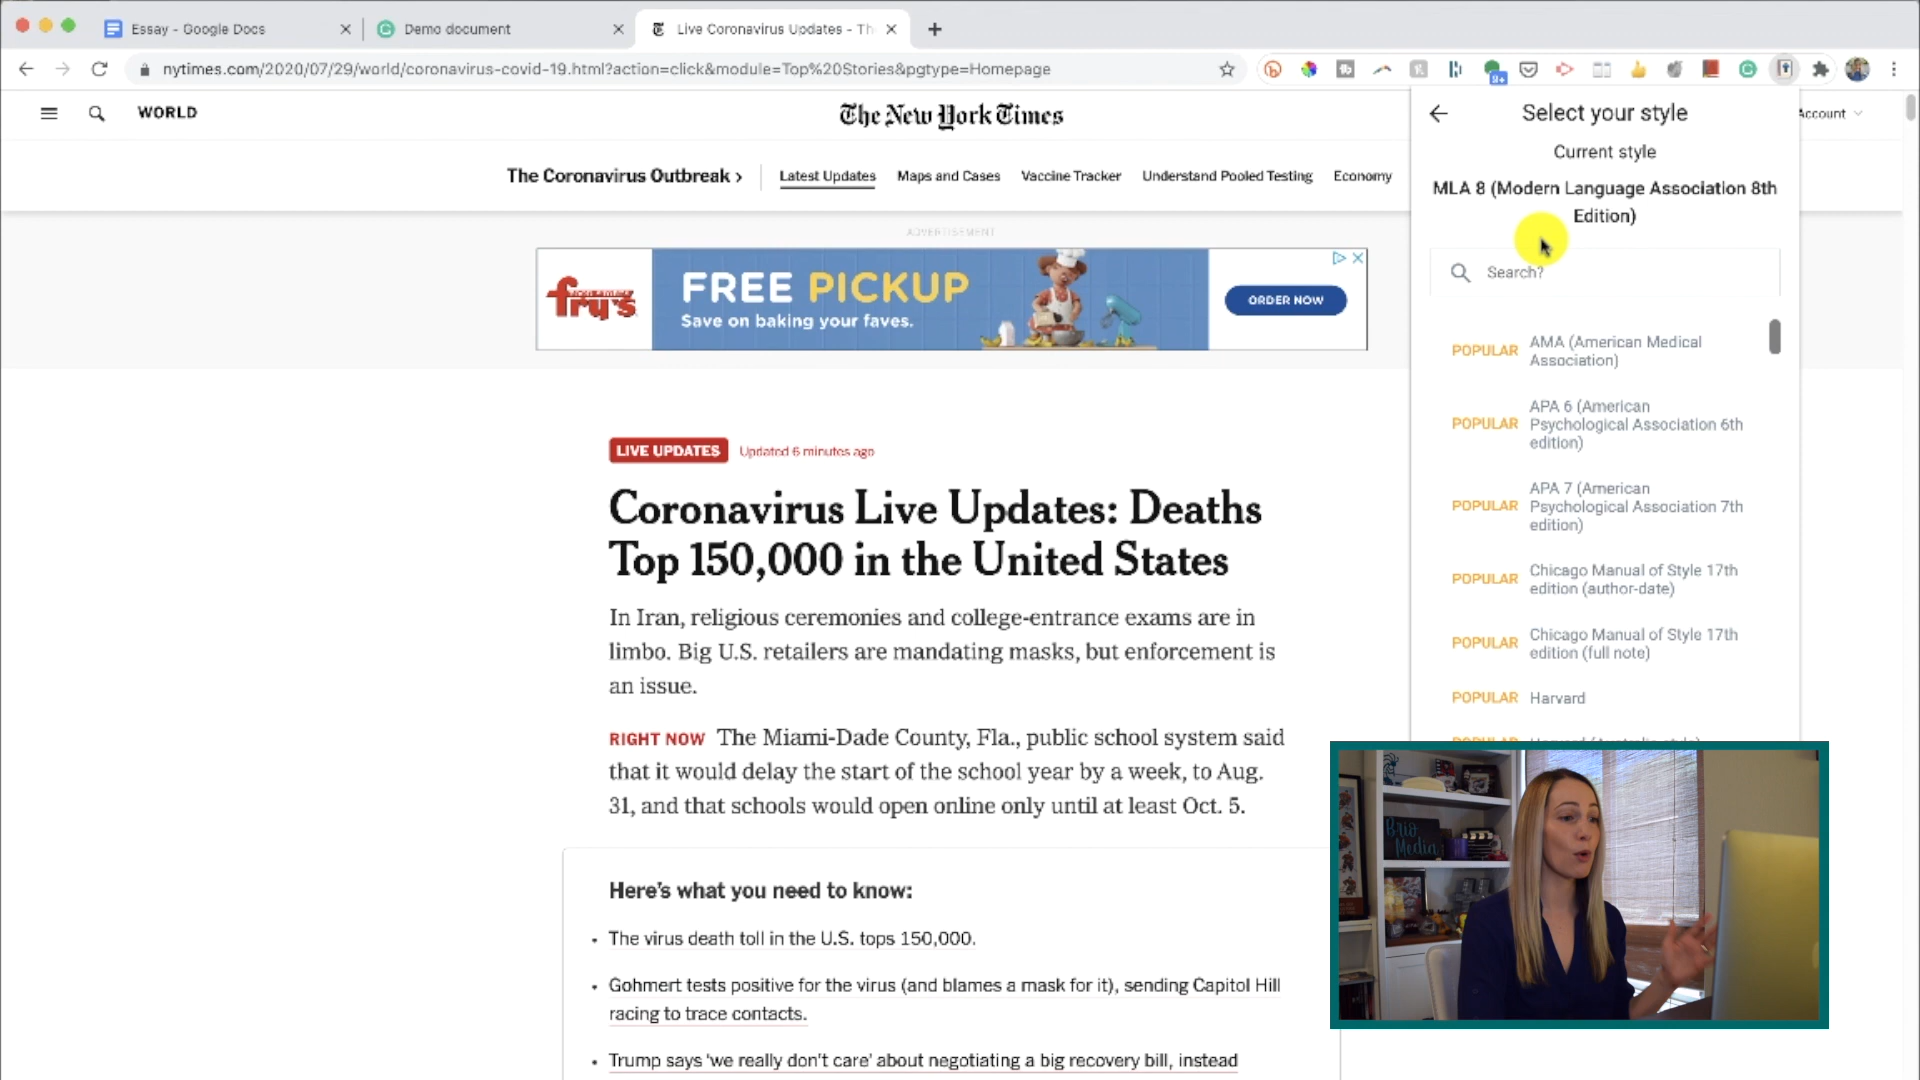 Essay - Google Docs
Demo document
Live Coronavirus Updates - Th
nytimes.com/2020/07/29/world/coronavirus-covid-19.html?action=click&module=Top%20Stories&pgtype=Homepage
WORLD
The New York Times
Account
The Coronavirus Outbreak ›
Latest Updates
Maps and Cases
Vaccine Tracker
Understand Pooled Testing
Economy
ADVERTISEMENT
fry's
FREE PICKUP
Save on baking your faves.
ORDER NOW
LIVE UPDATES
Updated 6 minutes ago
Coronavirus Live Updates: Deaths
Top 150,000 in the United States
In Iran, religious ceremonies and college-entrance exams are in
limbo. Big U.S. retailers are mandating masks, but enforcement is
an issue.
RIGHT NOW The Miami-Dade County, Fla., public school system said
that it would delay the start of the school year by a week, to Aug.
31, and that schools would open online only until at least Oct. 5.
Here's what you need to know:
• The virus death toll in the U.S. tops 150,000.
• Gohmert tests positive for the virus (and blames a mask for it), sending Capitol Hill
racing to trace contacts.
• Trump says 'we really don't care' about negotiating a big recovery bill, instead
Select your style
Current style
MLA 8 (Modern Language Association 8th
Edition)
Search?
POPULAR AMA (American Medical
Association)
POPULAR APA 6 (American
Psychological Association 6th
edition)
POPULAR APA 7 (American
Psychological Association 7th
edition)
POPULAR Chicago Manual of Style 17th
edition (author-date)
POPULAR Chicago Manual of Style 17th
edition (full note)
POPULAR Harvard
Brio
Media